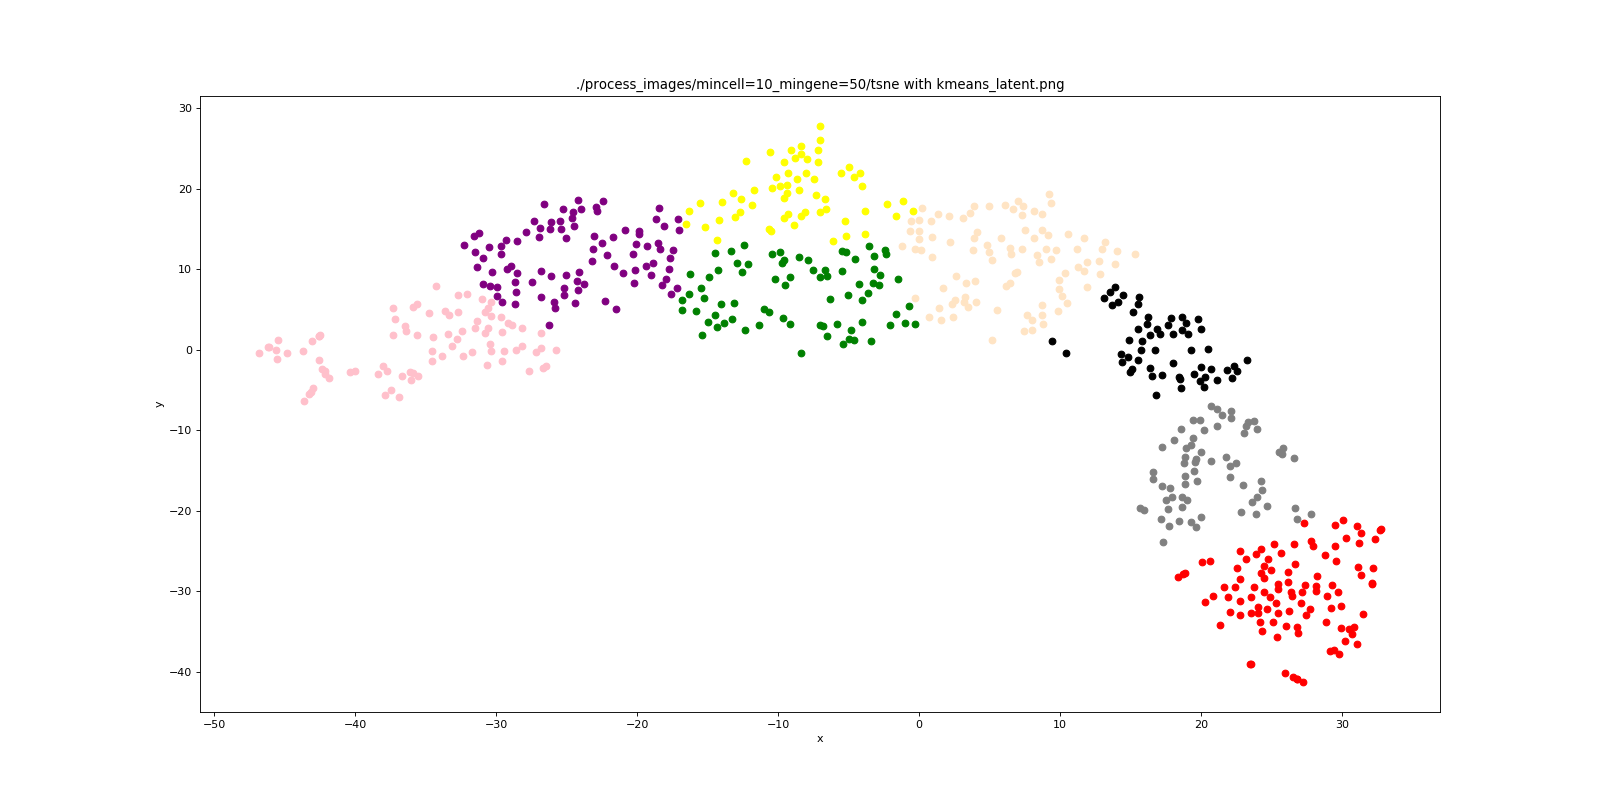 ./process_images/mincell=10_mingene=50/tsne with kmeans_latent.png
30
20
10
0
−10
−20
−30
−40
y
−50 −40 −30 −20 −10 0 10 20 30
x